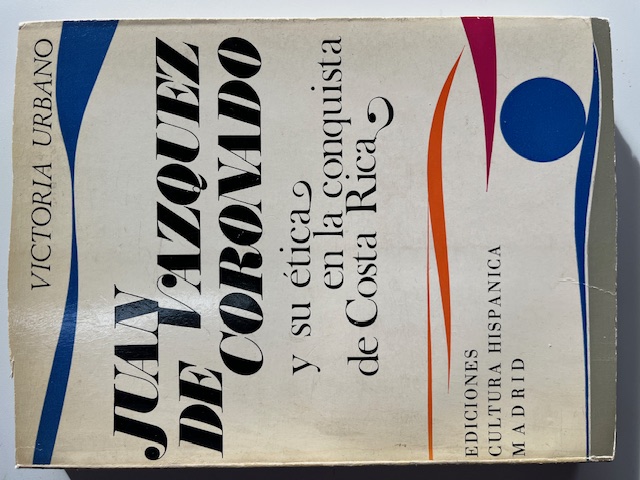 VICTORIA URBANO
JUAN
DE VAZQUEZ
CORONADO
y su ética
en la conquista
de Costa Rica
EDICIONES
CULTURA HISPANICA
MADRID